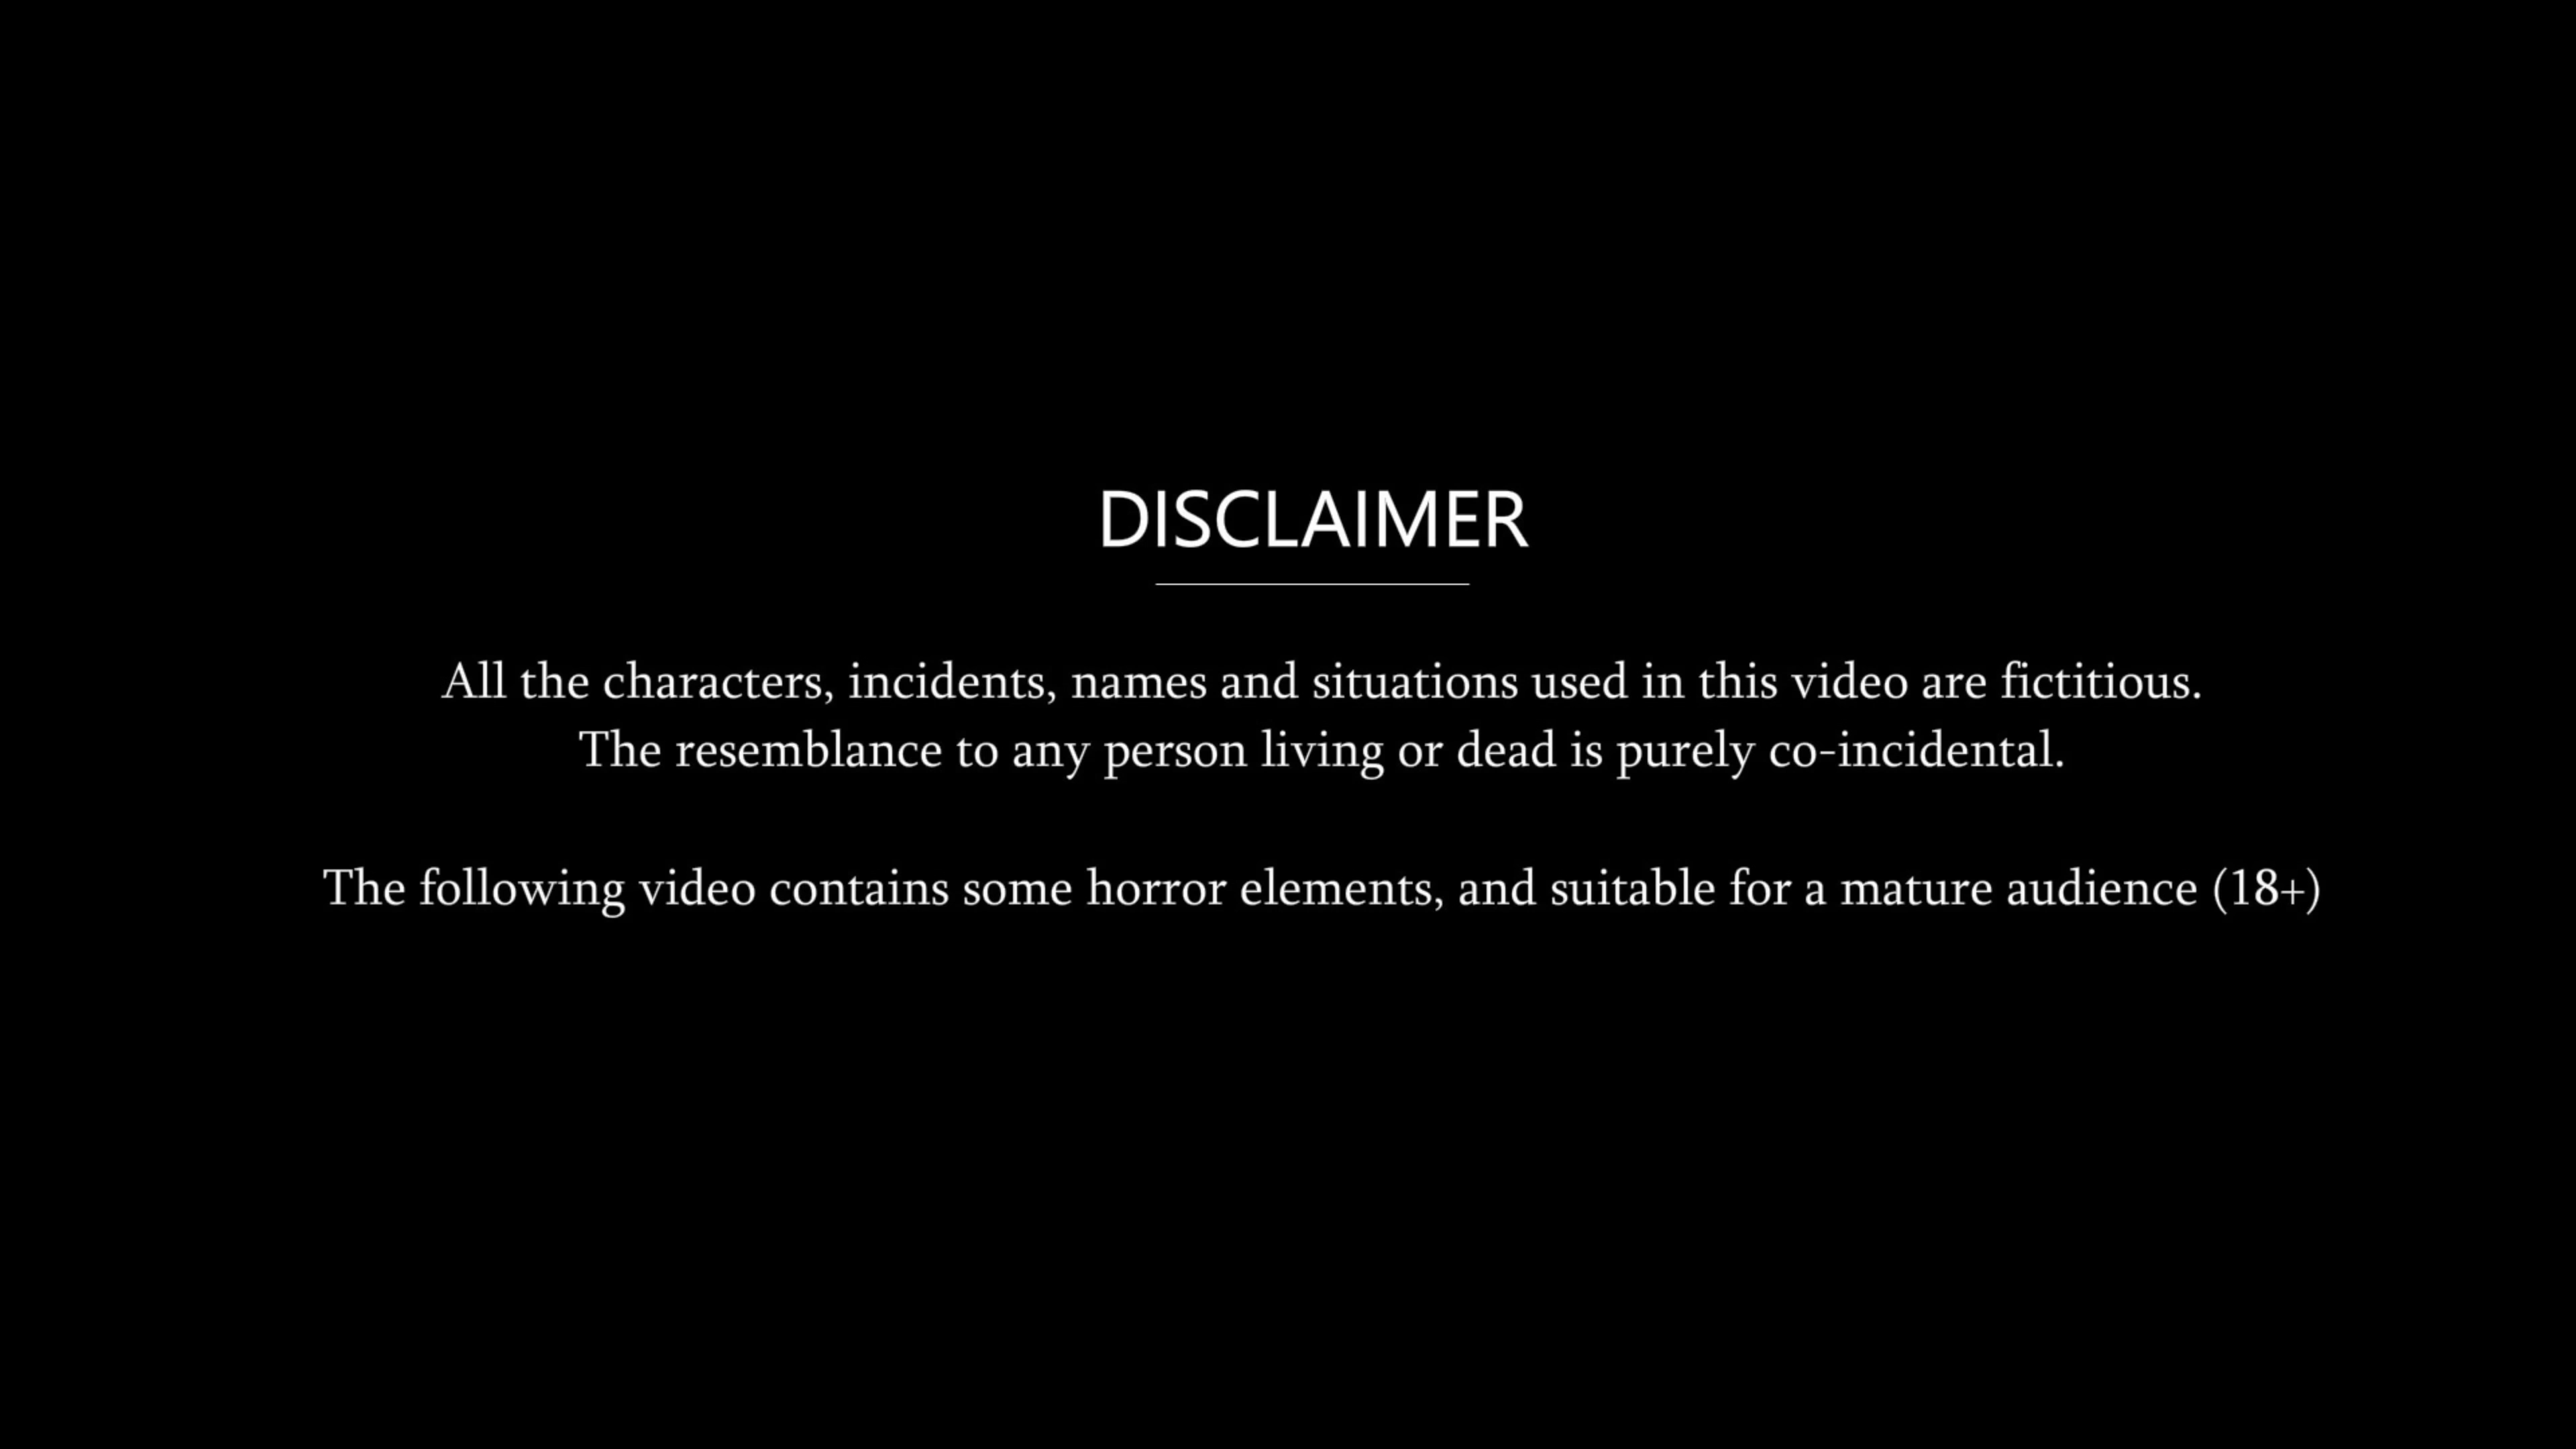 DISCLAIMER
All the characters, incidents, names and situations used in this video are fictitious.
The resemblance to any person living or dead is purely co-incidental.
The following video contains some horror elements, and suitable for a mature audience (18+)